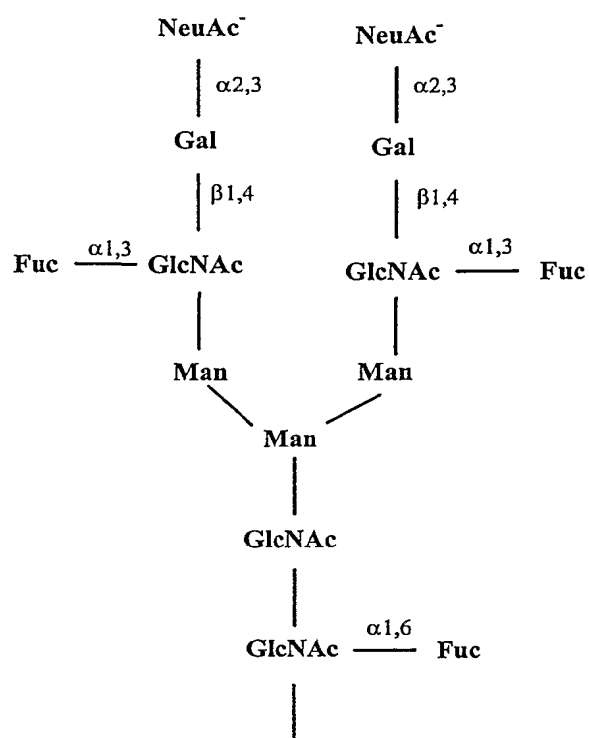 NeuAc⁻ NeuAc⁻
α2,3 α2,3
Gal Gal
β1,4 β1,4
Fuc α1,3 GlcNAc GlcNAc α1,3 Fuc
Man Man
Man
GlcNAc
GlcNAc α1,6 Fuc